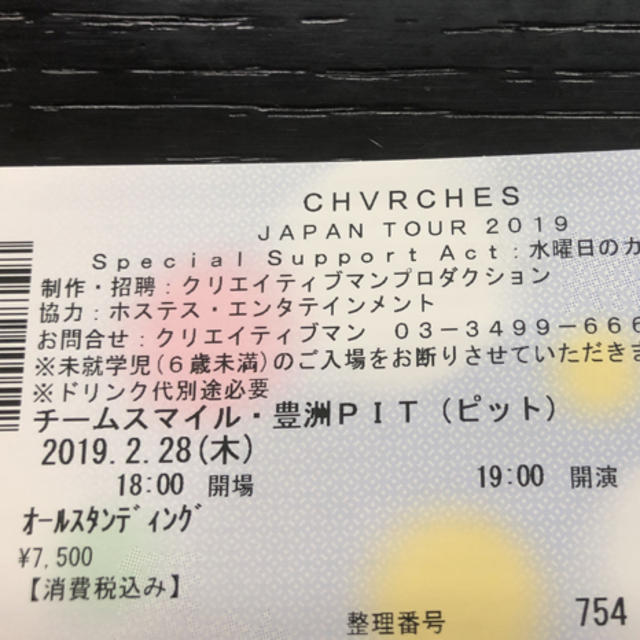 CHVRCHES
JAPAN TOUR 2019
Special Support Act:水曜日のカ
制作・招聘:クリエイティブマンプロダクション
協力:ホステス・エンタテインメント
お問合せ:クリエイティブマン 03-3499-666
※未就学児(6歳未満)のご入場をお断りさせていただきま
※ドリンク代別途必要
チームスマイル・豊洲PIT(ピット)
2019.2.28(木)
18:00 開場 19:00 開演
オールスタンディング
¥7,500
【消費税込み】
整理番号 754